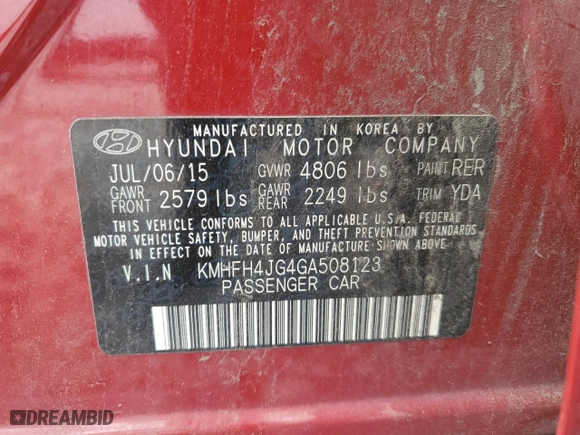 MANUFACTURED IN KOREA BY
HYUNDAI MOTOR COMPANY
JUL/06/15 GVWR 4806 lbs PAINT RER
GAWR FRONT 2579 lbs GAWR REAR 2249 lbs TRIM YDA
THIS VEHICLE CONFORMS TO ALL APPLICABLE U.S.A. FEDERAL
MOTOR VEHICLE SAFETY, BUMPER, AND THEFT PREVENTION STANDARDS
IN EFFECT ON THE DATE OF MANUFACTURE SHOWN ABOVE.
V.I.N KMHFH4JG4GA508123
PASSENGER CAR
DREAMBID